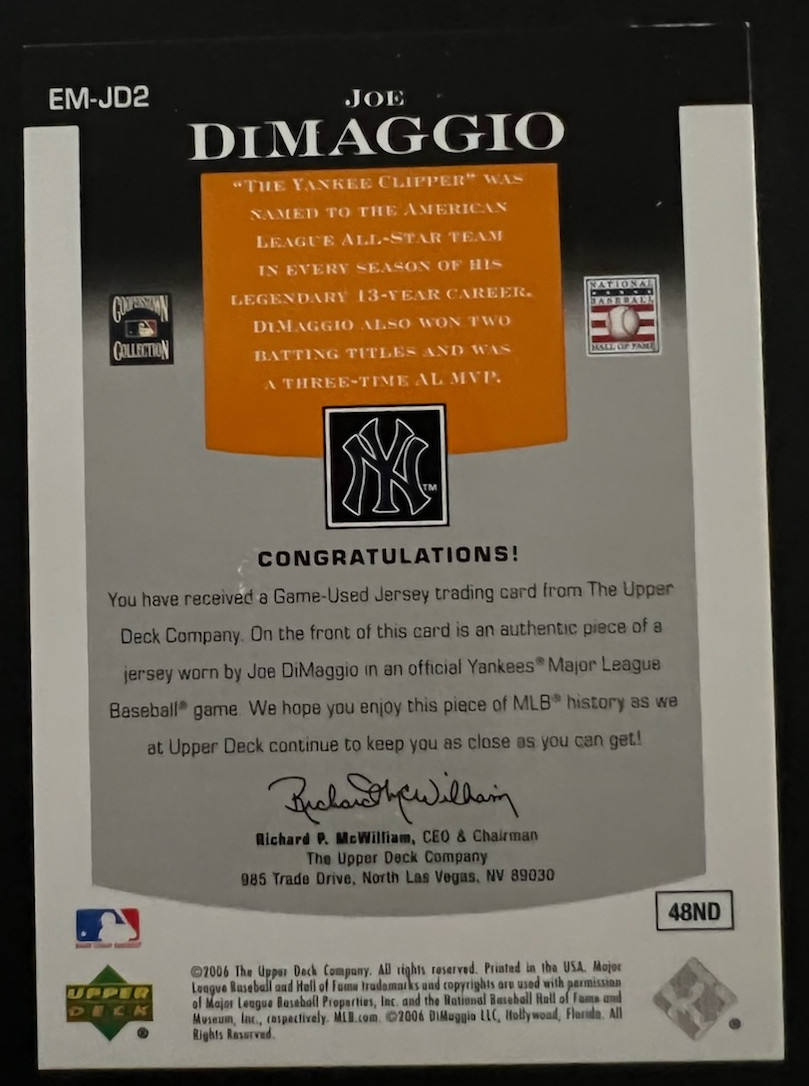 EM-JD2
JOE
DIMAGGIO
"THE YANKEE CLIPPER" WAS
NAMED TO THE AMERICAN
LEAGUE ALL-STAR TEAM
IN EVERY SEASON OF HIS
LEGENDARY 13-YEAR CAREER.
DIMAGGIO ALSO WON TWO
BATTING TITLES AND WAS
A THREE-TIME AL MVP.
COOPERSTOWN
COLLECTION
NATIONAL
BASEBALL
HALL OF FAME
NY
TM
CONGRATULATIONS!
You have received a Game-Used Jersey trading card from The Upper
Deck Company. On the front of this card is an authentic piece of a
jersey worn by Joe DiMaggio in an official Yankees® Major League
Baseball® game. We hope you enjoy this piece of MLB® history as we
at Upper Deck continue to keep you as close as you can get!
Richard P. McWilliam
Richard P. McWilliam, CEO & Chairman
The Upper Deck Company
985 Trade Drive, North Las Vegas, NV 89030
48ND
MAJOR LEAGUE BASEBALL
UPPER
DECK
®
©2006 The Upper Deck Company. All rights reserved. Printed in the USA. Major
League Baseball and Hall of Fame trademarks and copyrights are used with permission
of Major League Baseball Properties, Inc. and the National Baseball Hall of Fame and
Museum, Inc., respectively. MLB.com. ©2006 DiMaggio LLC, Hollywood, Florida. All
Rights Reserved.
®